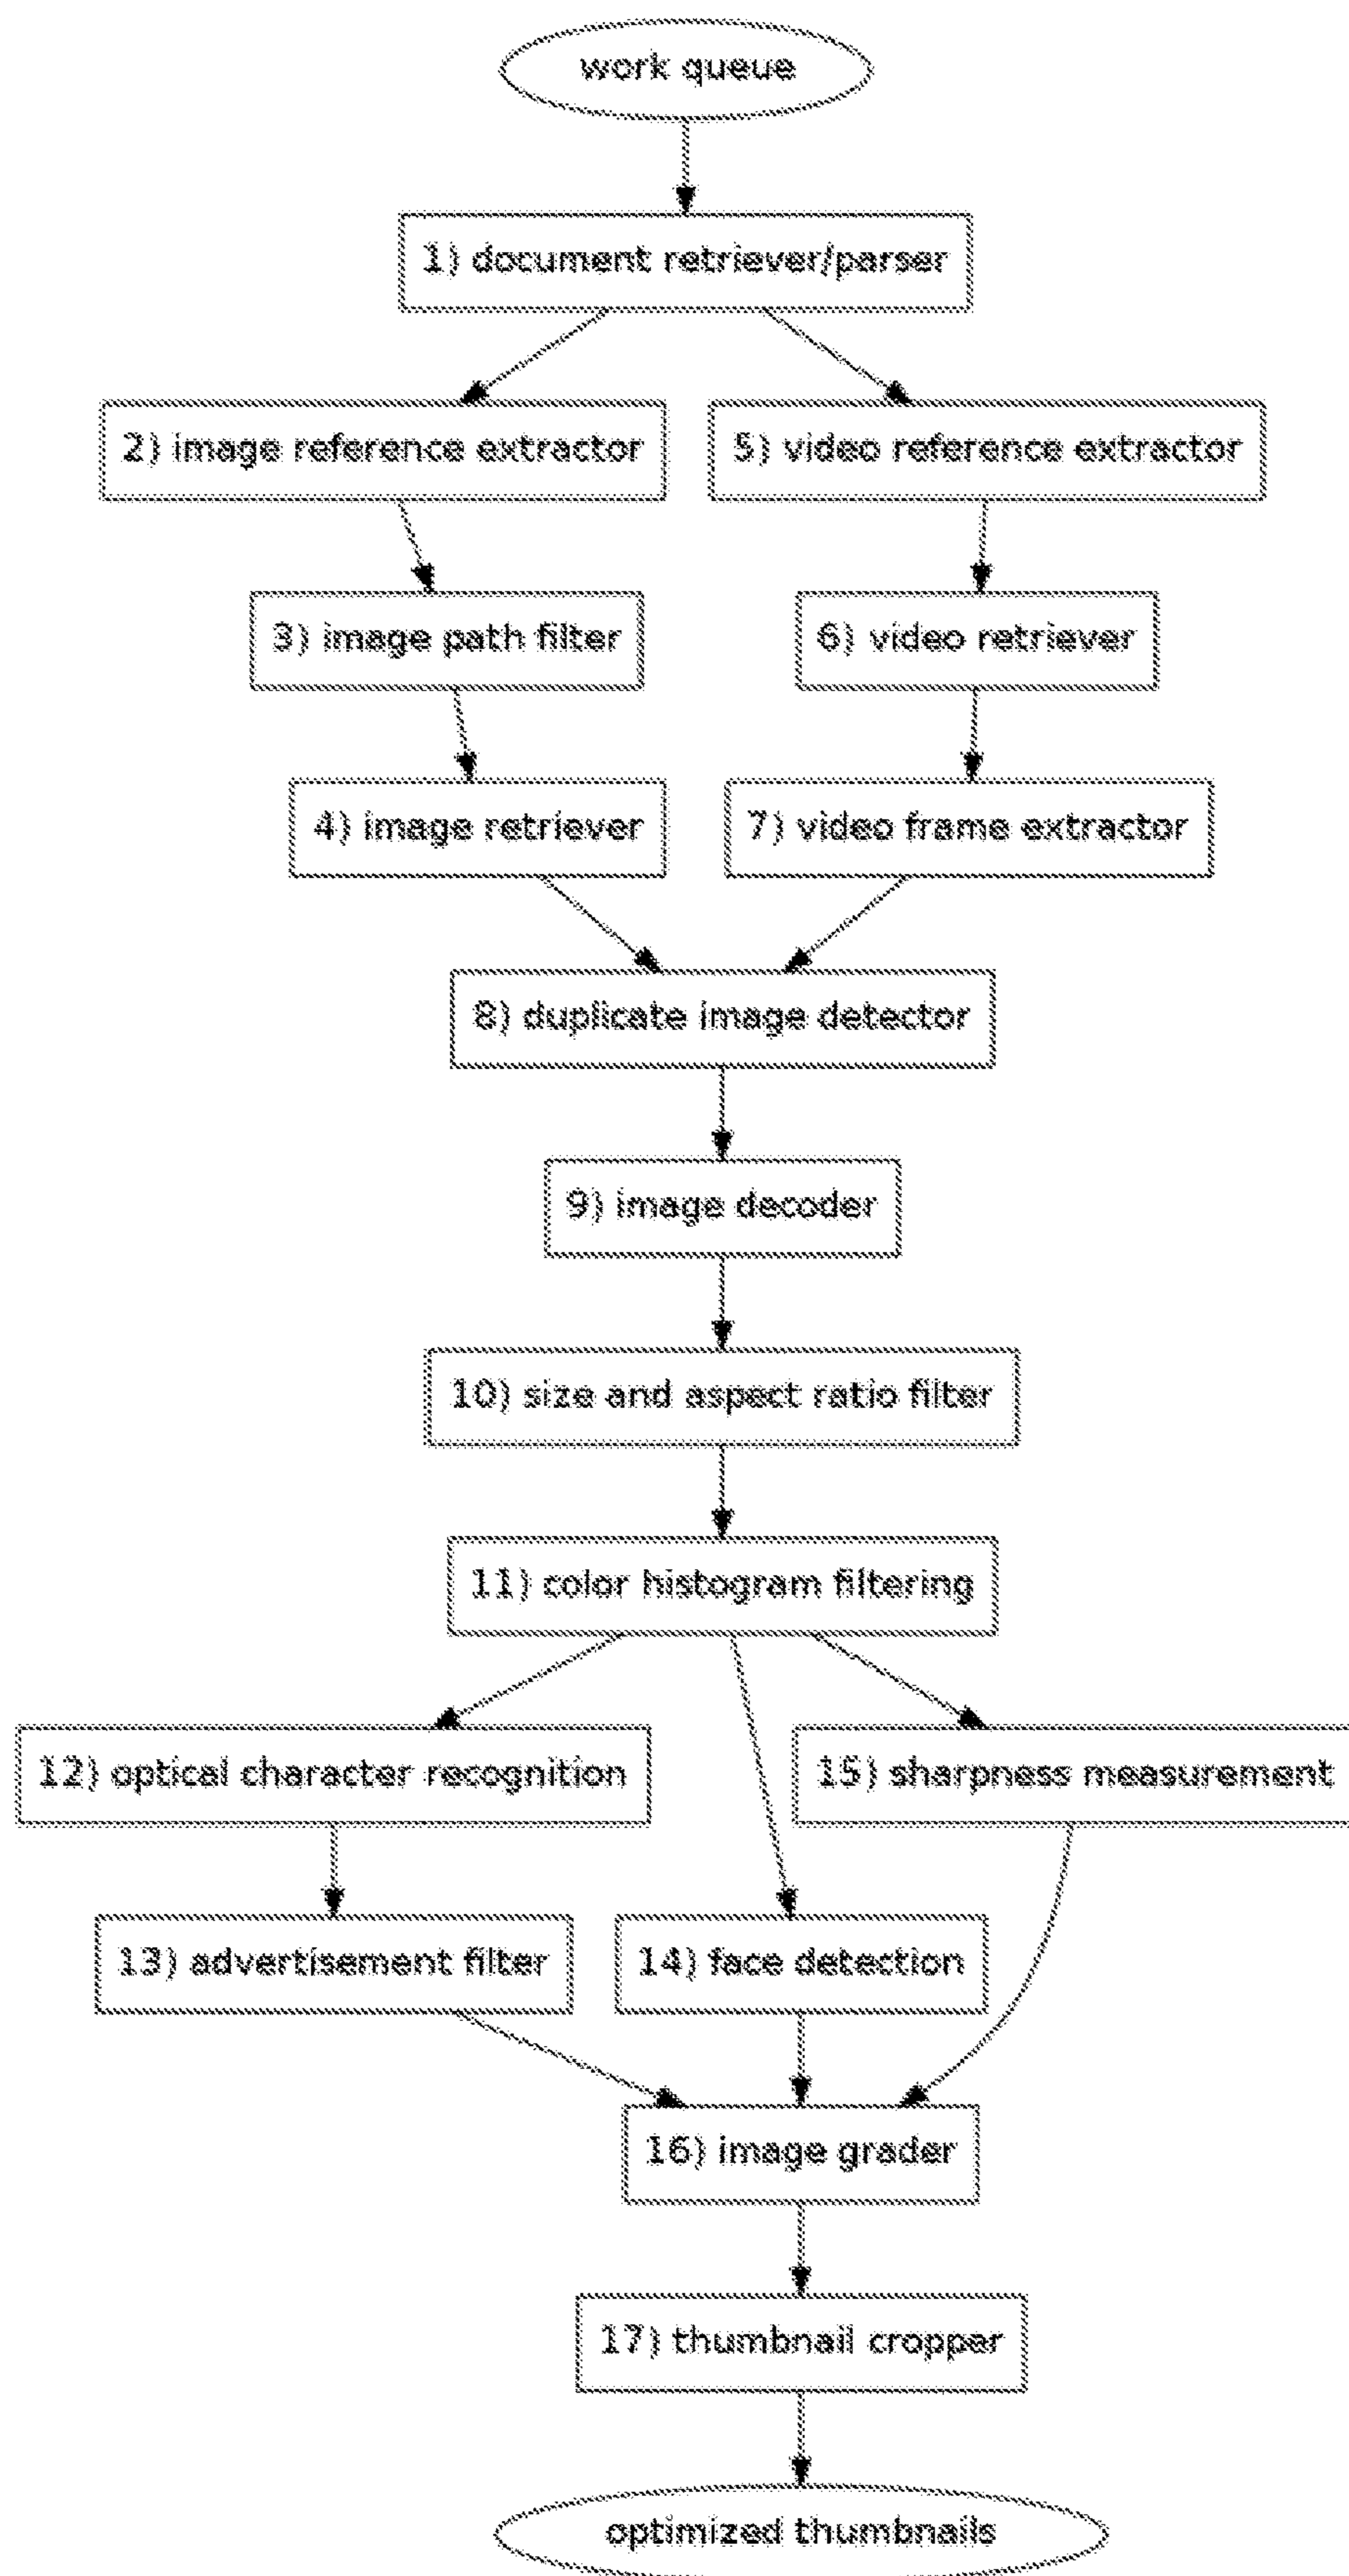 work queue
1) document retriever/parser
2) image reference extractor
5) video reference extractor
3) image path filter
6) video retriever
4) image retriever
7) video frame extractor
8) duplicate image detector
9) image decoder
10) size and aspect ratio filter
11) color histogram filtering
12) optical character recognition
15) sharpness measurement
13) advertisement filter
14) face detection
16) image grader
17) thumbnail croppar
optimized thumbnails